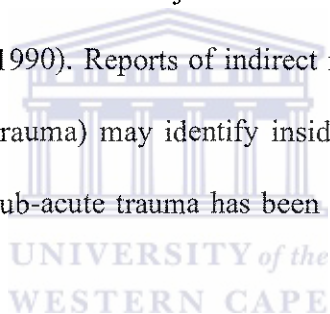 1990). Reports of indirect
trauma) may identify insid
ub-acute trauma has been
UNIVERSITY of the
WESTERN CAPE